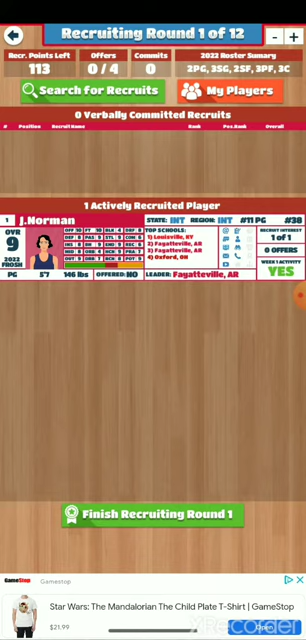 Recruiting Round 1 of 12
- +
Recr. Points Left
113
Offers
0 / 4
Commits
0
2022 Roster Summary
2PG, 3SG, 2SF, 3PF, 3C
Search for Recruits
My Players
0 Verbally Committed Recruits
# Position Recruit Name Rank Pos.Rank Overall
1 Actively Recruited Player
1 J.Norman STATE: INT REGION: INT #11 PG #38
OVR
9
2022
FROSH
TOP SCHOOLS:
1) Louisville, KY
2) Fayatteville, AR
3) Fayatteville, AR
4) Oxford, OH
RECRUIT INTEREST
1 of 1
0 OFFERS
WEEK 1 ACTIVITY
YES
PG 5'7 146 lbs OFFERED: NO LEADER: Fayatteville, AR
Finish Recruiting Round 1
GameStop Gamestop
Star Wars: The Mandalorian The Child Plate T-Shirt | GameStop
$21.99
Open
XRecorder